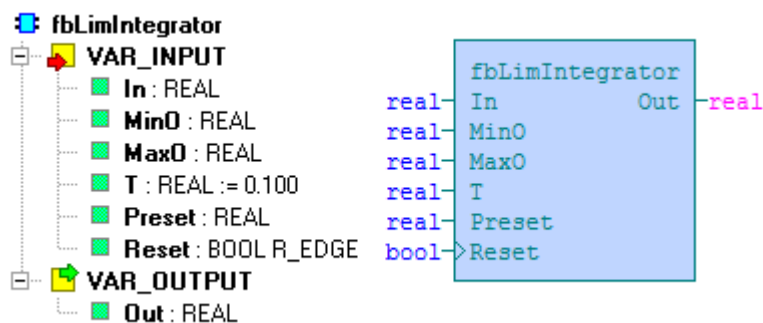 fbLimIntegrator
VAR_INPUT
In : REAL
MinO : REAL
MaxO : REAL
T : REAL := 0.100
Preset : REAL
Reset : BOOL R_EDGE
VAR_OUTPUT
Out : REAL
fbLimIntegrator
real In Out real
real MinO
real MaxO
real T
real Preset
bool Reset